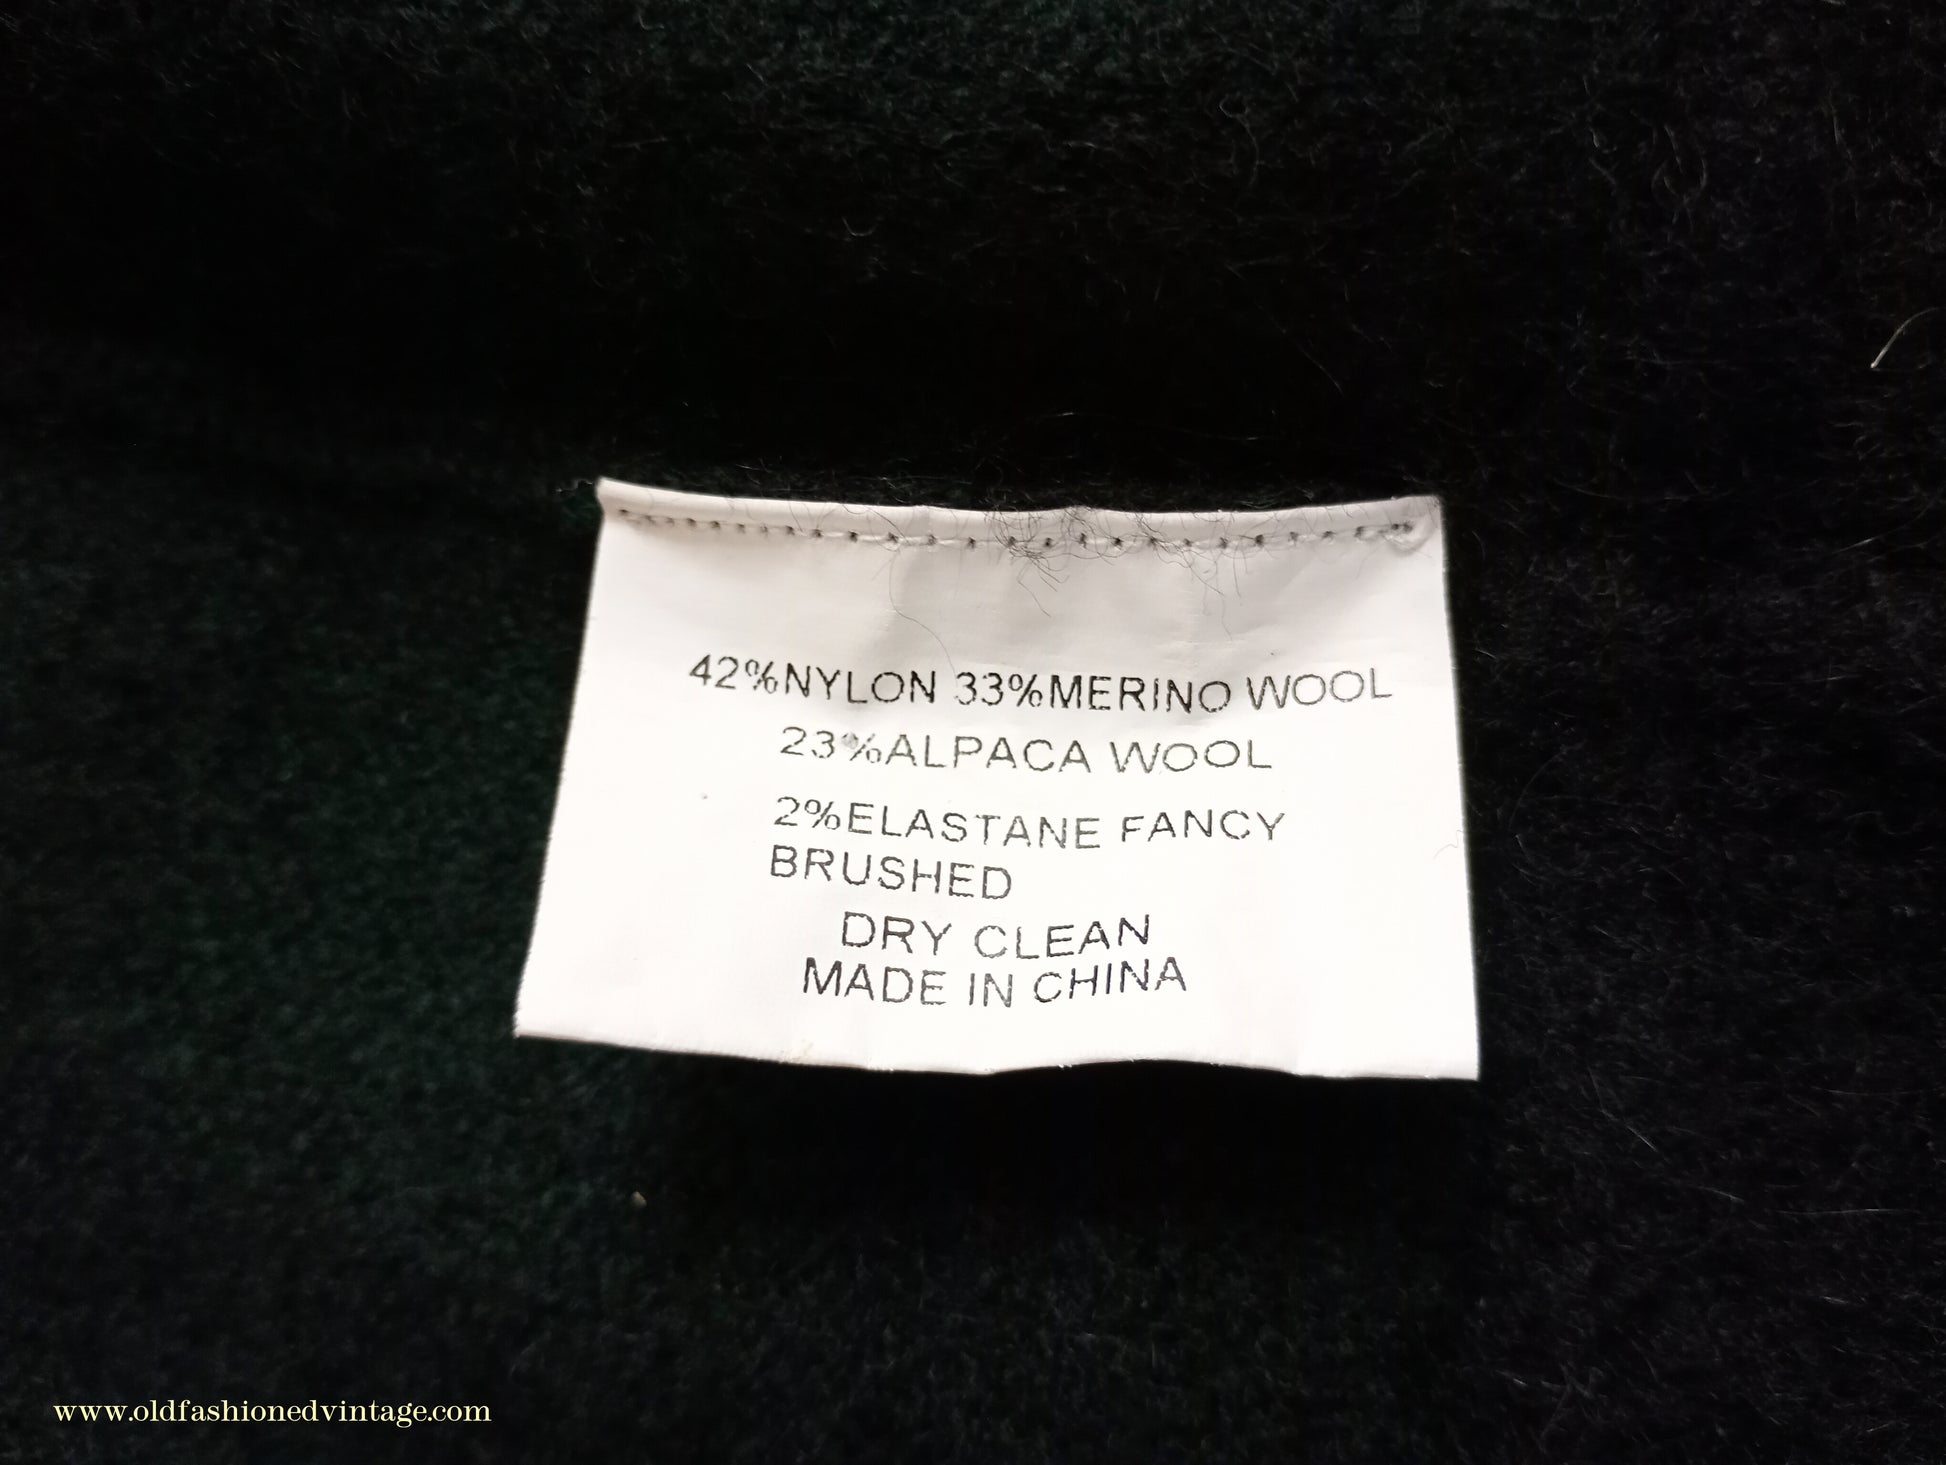 42%NYLON 33%MERINO WOOL
23%ALPACA WOOL
2%ELASTANE FANCY
BRUSHED
DRY CLEAN
MADE IN CHINA
www.oldfashionedvintage.com